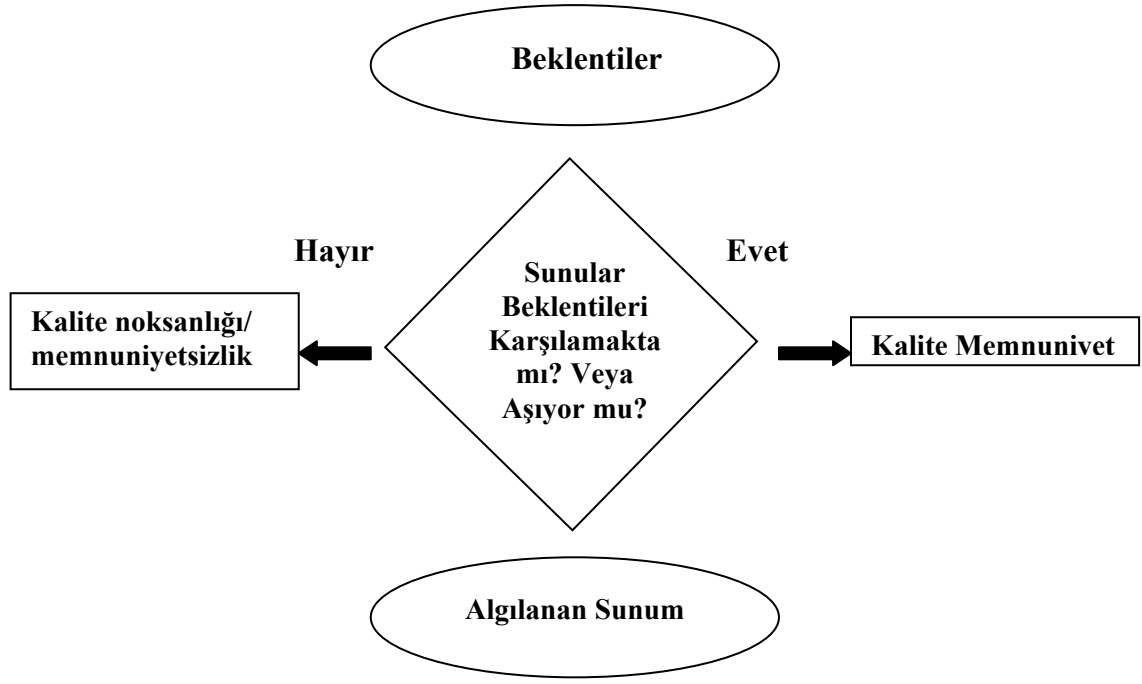 Beklentiler
Hayır
Evet
Sunular
Beklentileri
Karşılamakta
mı? Veya
Aşıyor mu?
Kalite noksanlığı/
memnuniyetsizlik
Kalite Memnunivet
Algılanan Sunum